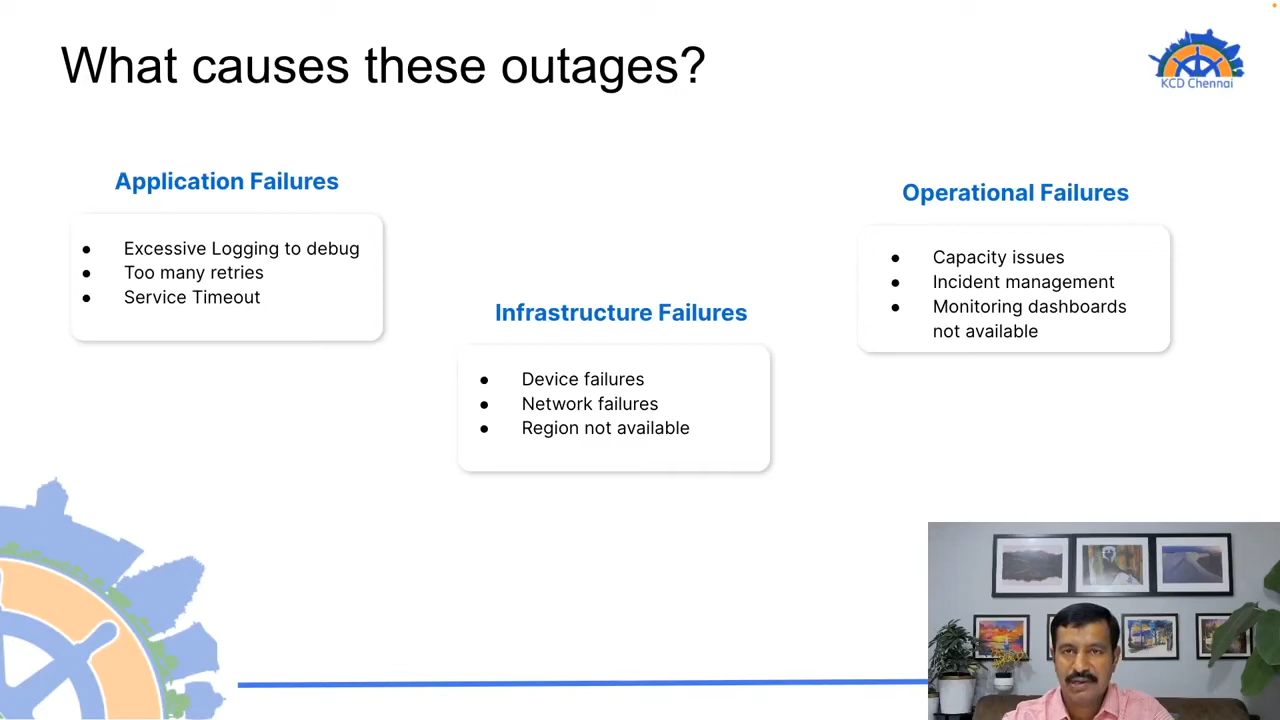 What causes these outages?
KCD Chennai
Application Failures
● Excessive Logging to debug
● Too many retries
● Service Timeout
Infrastructure Failures
● Device failures
● Network failures
● Region not available
Operational Failures
● Capacity issues
● Incident management
● Monitoring dashboards
not available